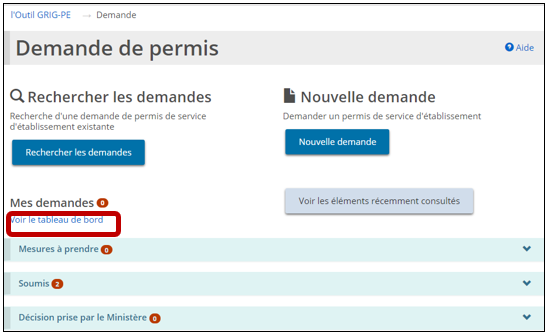 l'Outil GRIG-PE → Demande
Demande de permis
Aide
Rechercher les demandes
Recherche d'une demande de permis de service
d'établissement existante
Rechercher les demandes
Nouvelle demande
Demander un permis de service d'établissement
Nouvelle demande
Mes demandes 0
Voir le tableau de bord
Voir les éléments récemment consultés
Mesures à prendre 0
Soumis 2
Décision prise par le Ministère 0